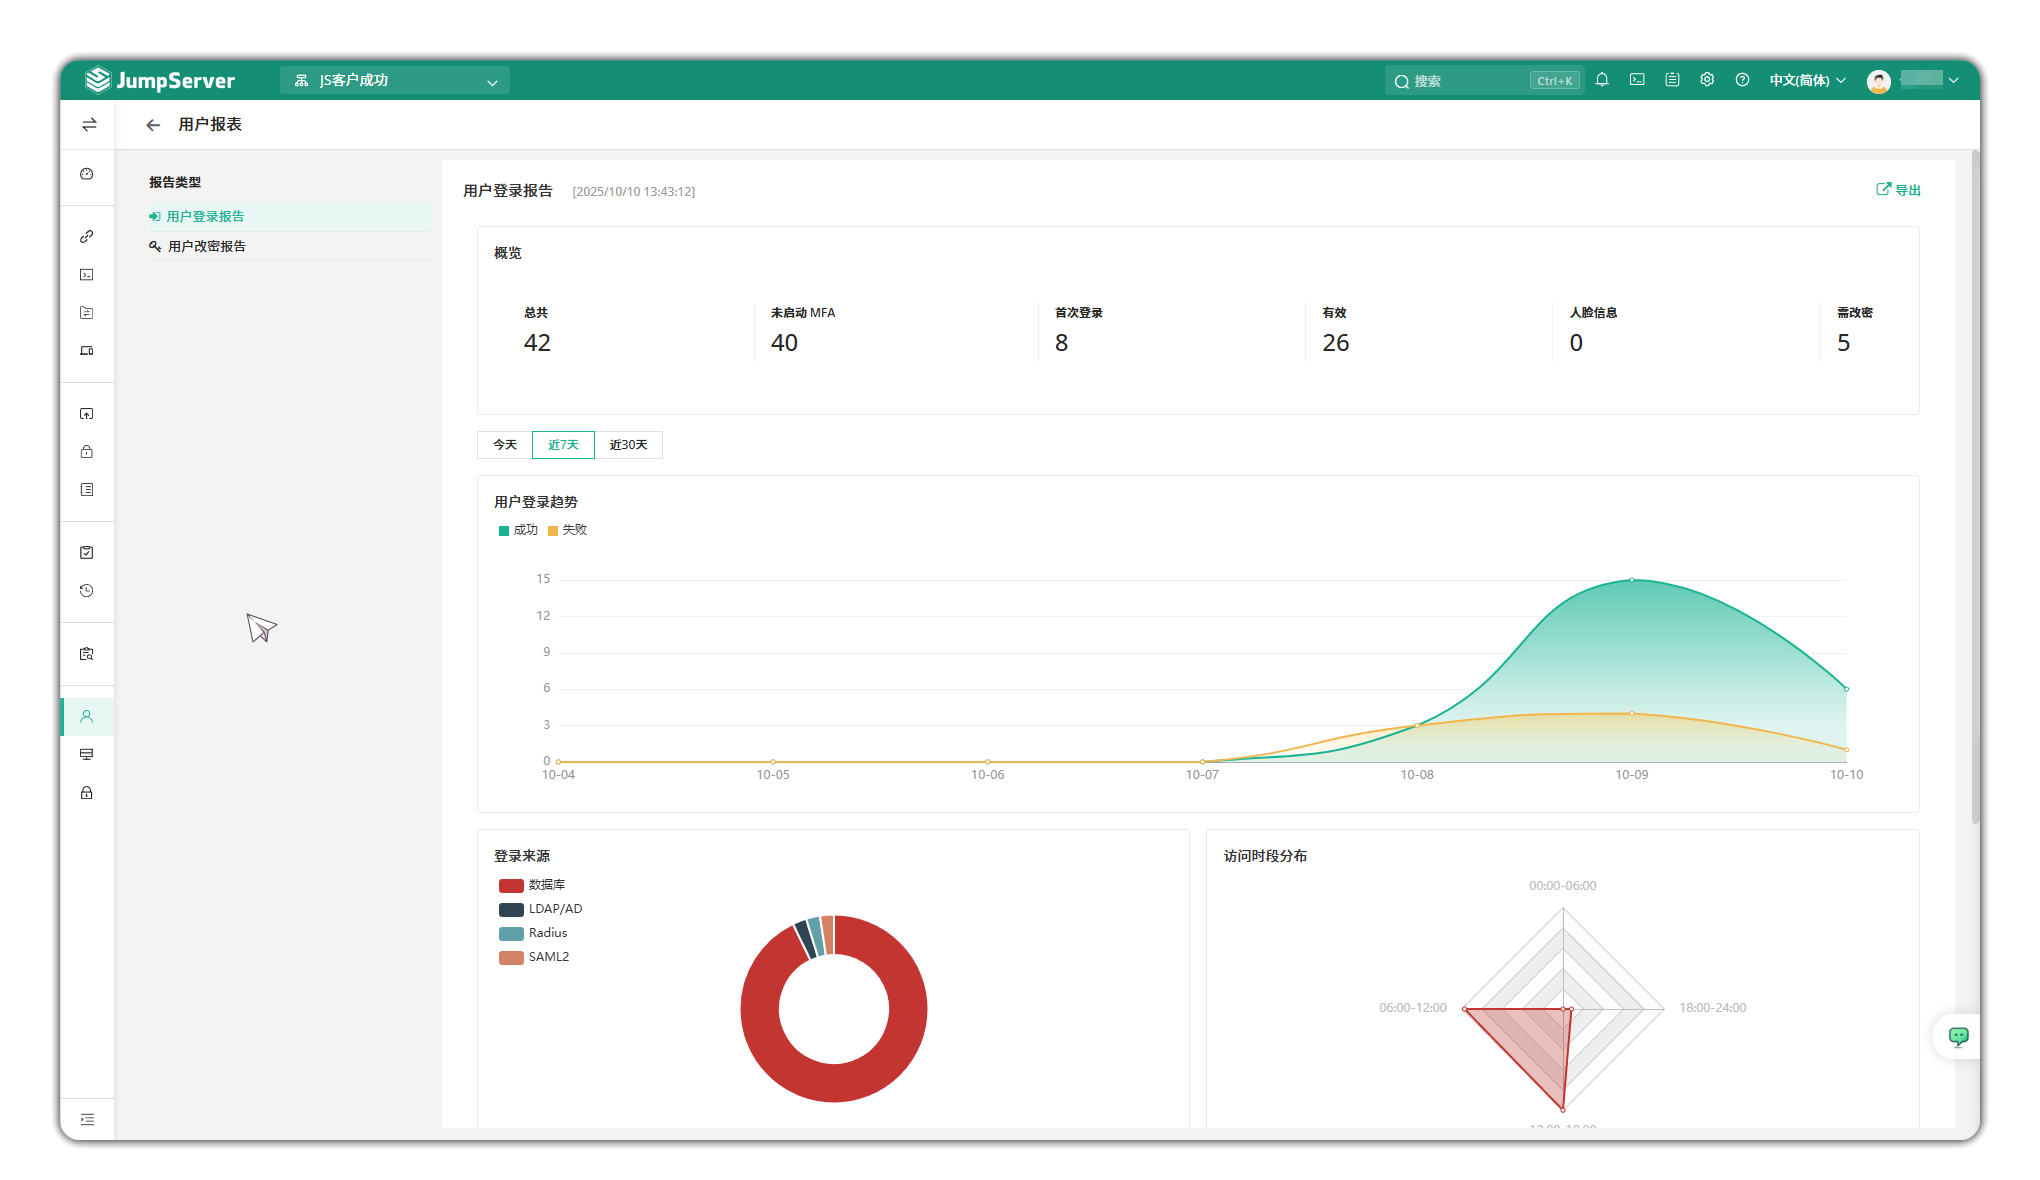 JumpServer
JS客户成功
搜索
Ctrl+K
中文(简体)
用户报表
报告类型
用户登录报告
用户改密报告
用户登录报告 [2025/10/10 13:43:12]
导出
概览
总共
未启动 MFA
首次登录
有效
人脸信息
需改密
42
40
8
26
0
5
今天
近7天
近30天
用户登录趋势
成功 失败
15
12
9
6
3
0
10-04
10-05
10-06
10-07
10-08
10-09
10-10
登录来源
数据库
LDAP/AD
Radius
SAML2
访问时段分布
00:00-06:00
06:00-12:00
18:00-24:00